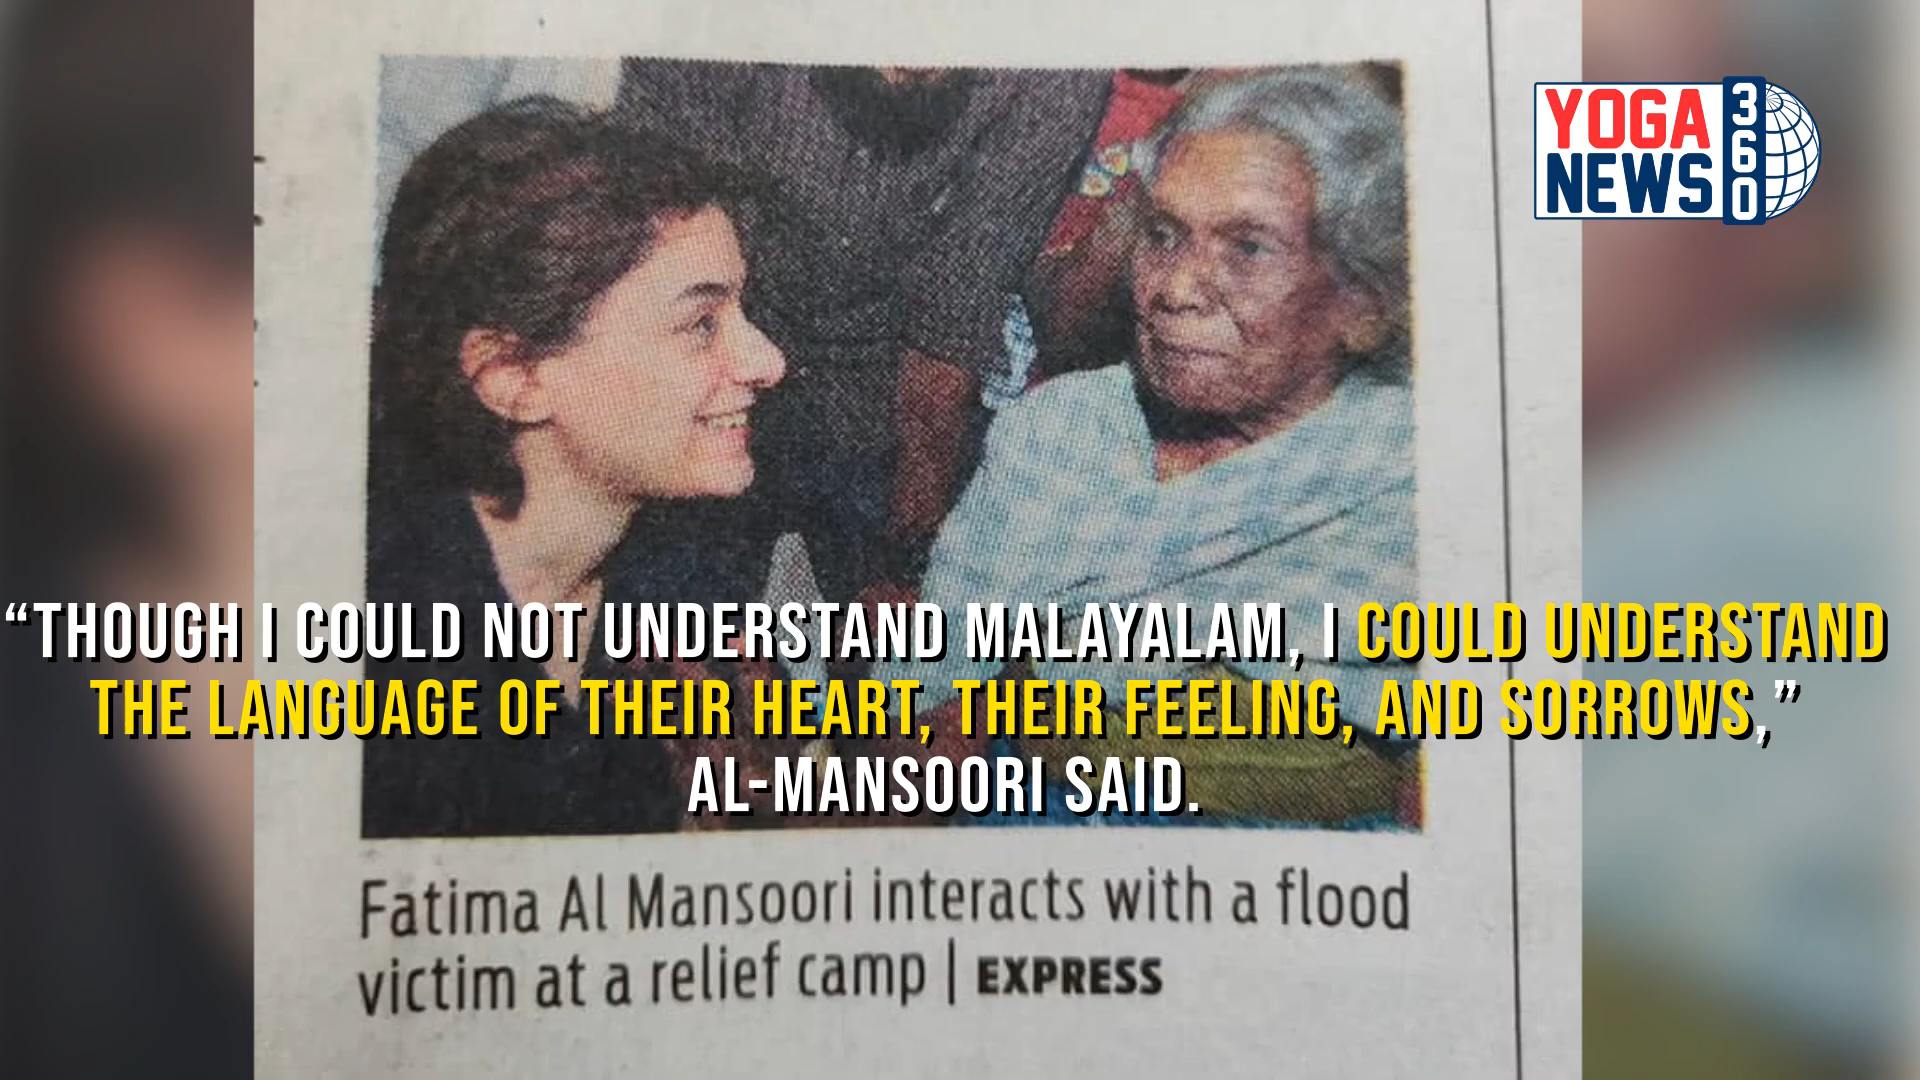 YOGA
NEWS
360
“THOUGH I COULD NOT UNDERSTAND MALAYALAM, I COULD UNDERSTAND
THE LANGUAGE OF THEIR HEART, THEIR FEELING, AND SORROWS,”
AL-MANSOORI SAID.
Fatima Al Mansoori interacts with a flood
victim at a relief camp | EXPRESS